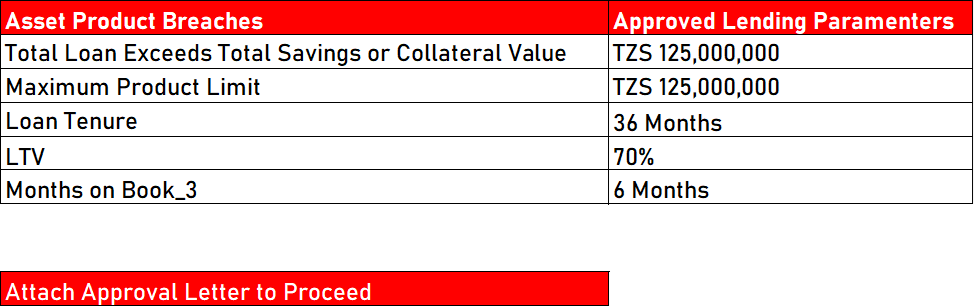 Asset Product Breaches Approved Lending Paramenters
Total Loan Exceeds Total Savings or Collateral Value TZS 125,000,000
Maximum Product Limit TZS 125,000,000
Loan Tenure 36 Months
LTV 70%
Months on Book_3 6 Months
Attach Approval Letter to Proceed